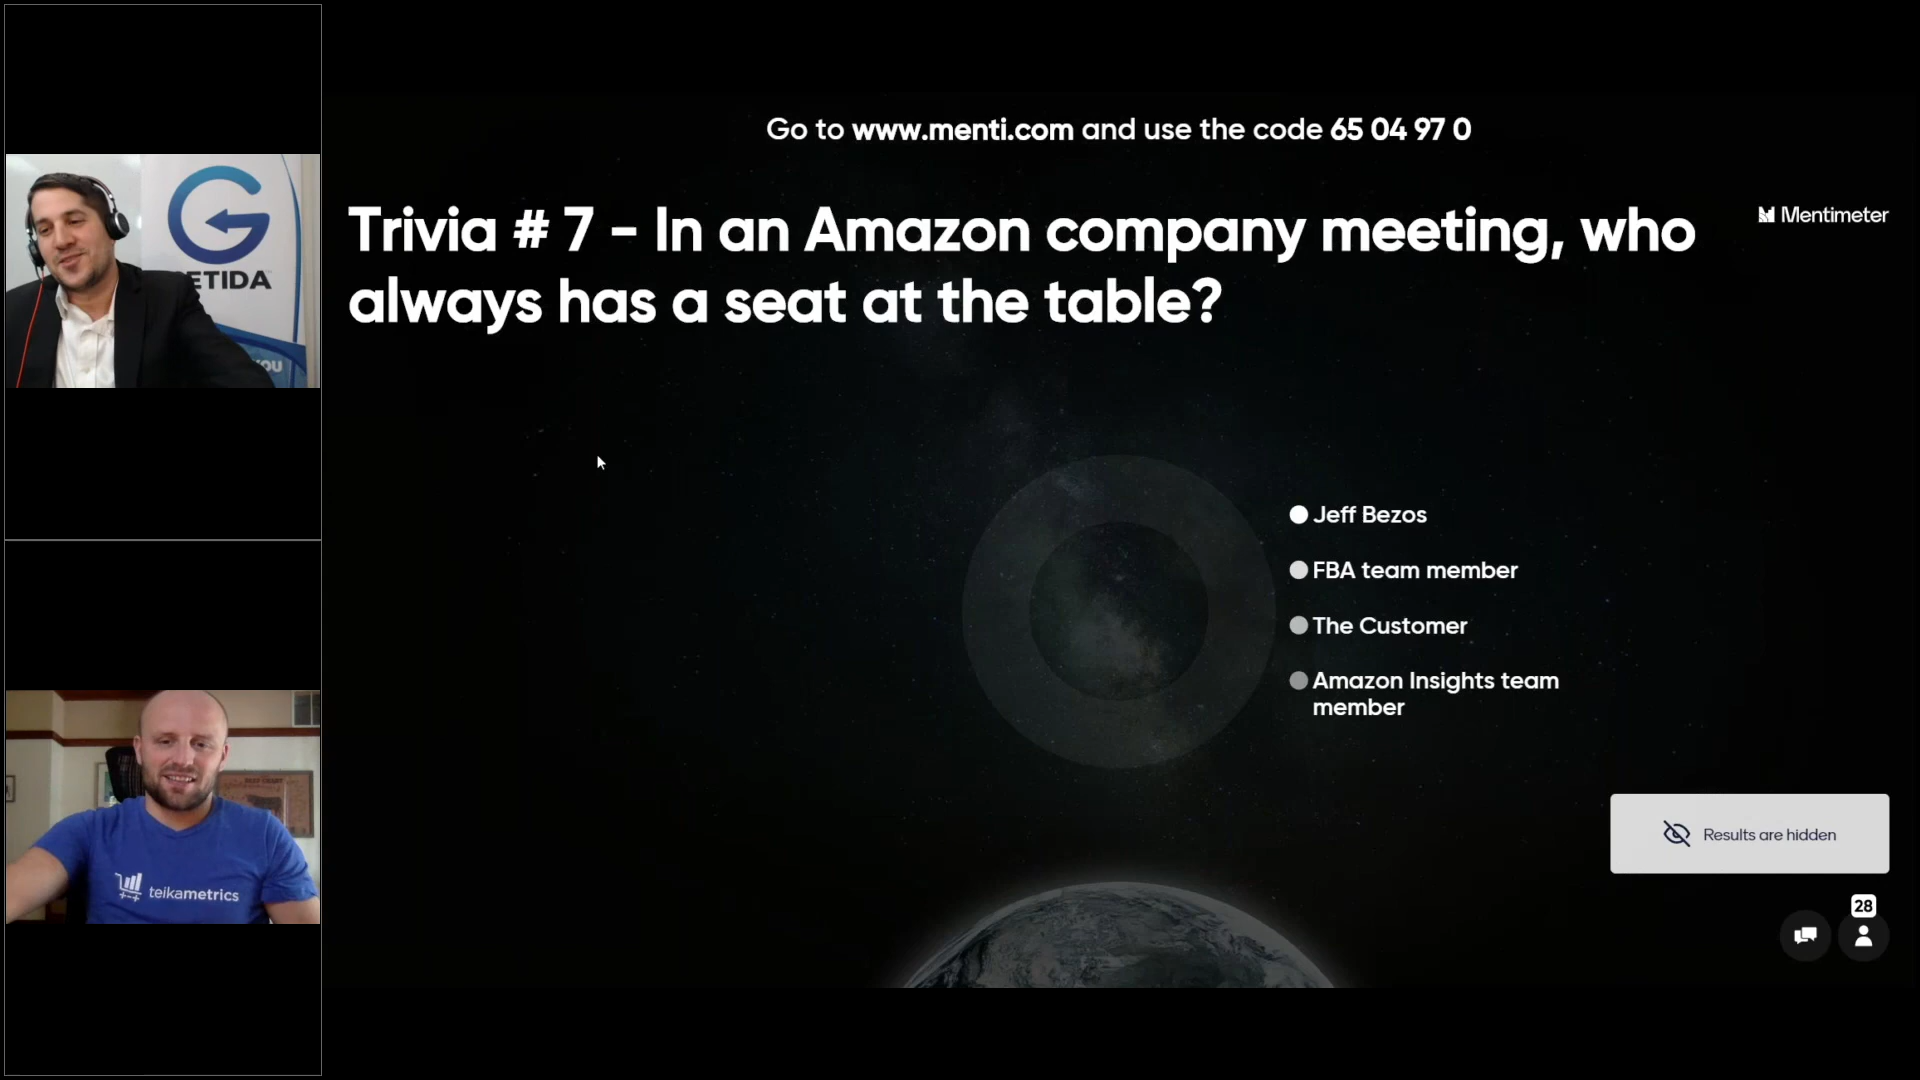 Go to www.menti.com and use the code 65 04 97 0
Mentimeter
Trivia # 7 - In an Amazon company meeting, who
always has a seat at the table?
Jeff Bezos
FBA team member
The Customer
Amazon Insights team
member
Results are hidden
28
ETIDA
YOU
teikametrics